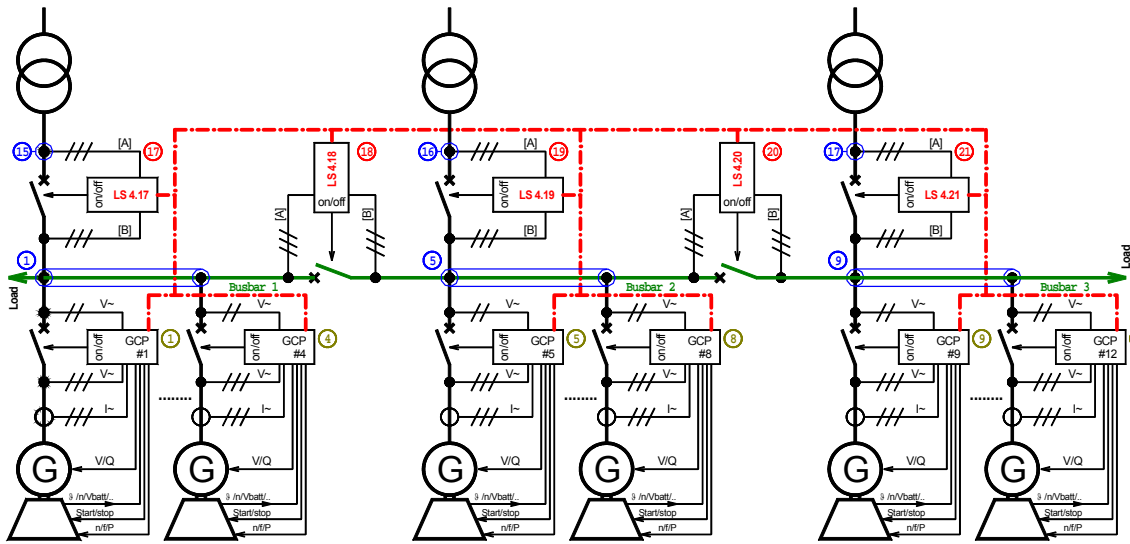 [A]
17
15
on/off
LS 4.17
[B]
18
LS 4.18
on/off
[A]
[B]
[A]
19
16
on/off
LS 4.19
[B]
20
LS 4.20
on/off
[A]
[B]
[A]
21
17
on/off
LS 4.21
[B]
1
5
9
Load
Busbar 1
Busbar 2
Busbar 3
Load
V~
on/off
GCP
#1
1
V~
I~
G
V/Q
ϑ /n/Vbatt/..
Start/stop
n/f/P
.........
V~
on/off
GCP
#4
4
V~
I~
G
V/Q
ϑ /n/Vbatt/..
Start/stop
n/f/P
V~
on/off
GCP
#5
5
V~
I~
G
V/Q
ϑ /n/Vbatt/..
Start/stop
n/f/P
.........
V~
on/off
GCP
#8
8
V~
I~
G
V/Q
ϑ /n/Vbatt/..
Start/stop
n/f/P
V~
on/off
GCP
#9
9
V~
I~
G
V/Q
ϑ /n/Vbatt/..
Start/stop
n/f/P
.........
V~
on/off
GCP
#12
V~
I~
G
V/Q
ϑ /n/Vbatt/..
Start/stop
n/f/P